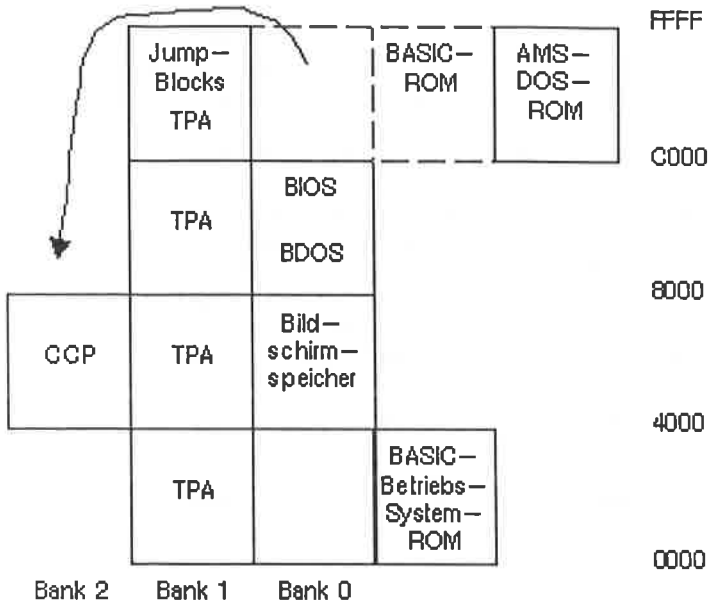 FFFF
Jump—
Blocks
TPA
BASIC—
ROM
AMS—
DOS—
ROM
C000
TPA
BIOS
BDOS
8000
CCP
TPA
Bild—
schirm—
speicher
4000
TPA
BASIC—
Betriebs—
System—
ROM
0000
Bank 2 Bank 1 Bank 0